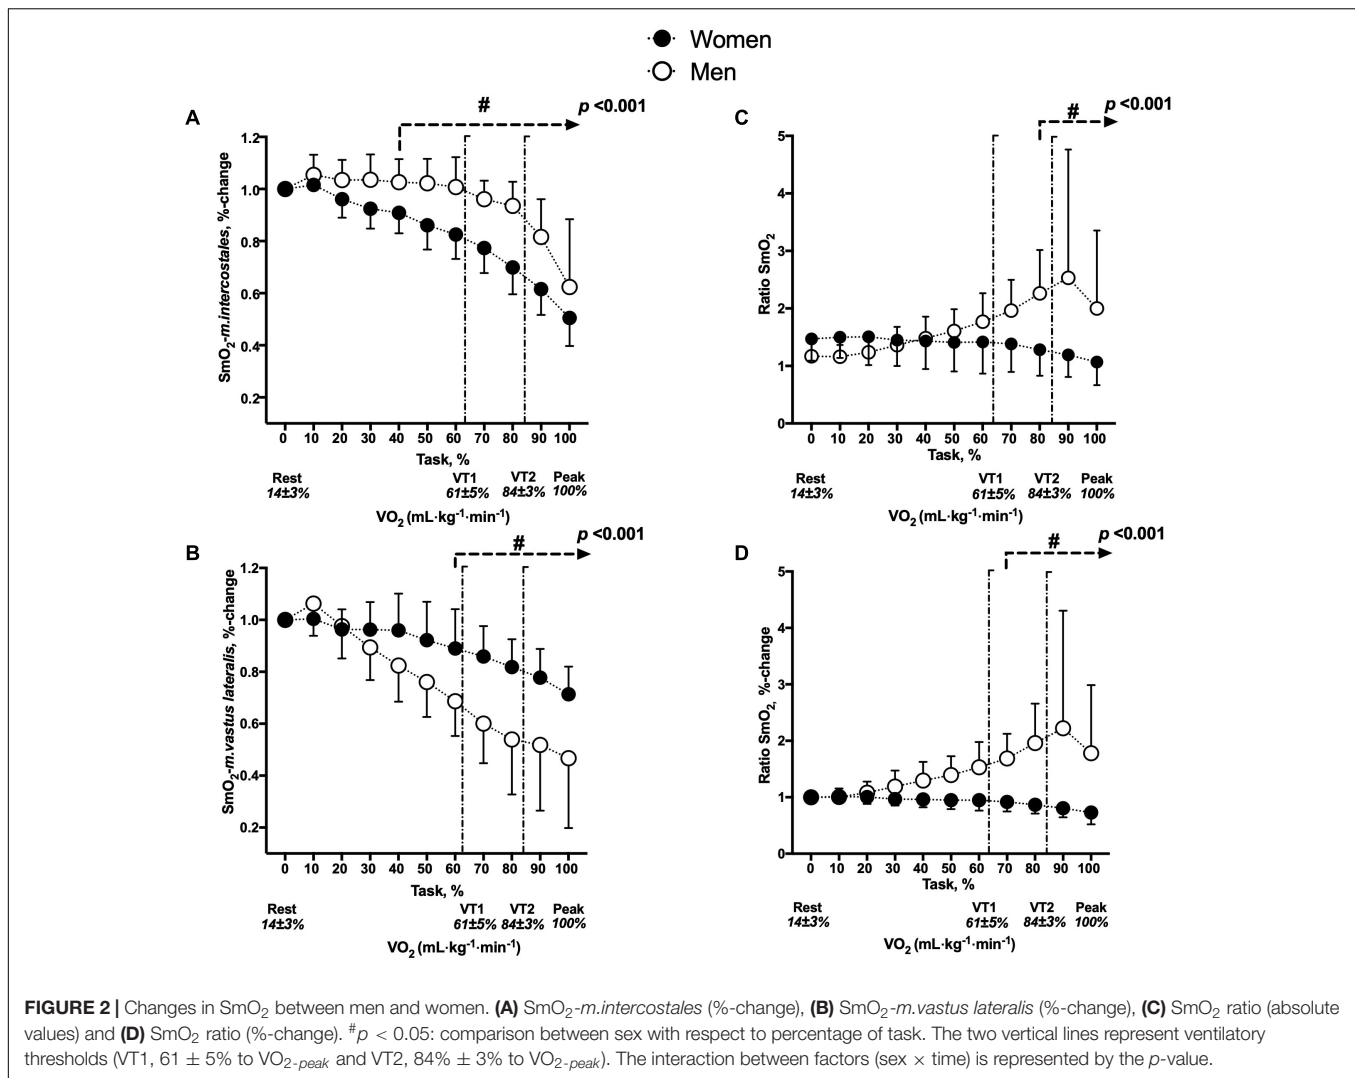 Women
Men
A
#
p <0.001
SmO2-m.intercostales, %-change
1.2
1.0
0.8
0.6
0.4
0.2
0 10 20 30 40 50 60 70 80 90 100
Task, %
Rest VT1 VT2 Peak
14±3% 61±5% 84±3% 100%
VO2 (mL·kg-1·min-1)
C
#
p <0.001
Ratio SmO2
5
4
3
2
1
0
0 10 20 30 40 50 60 70 80 90 100
Task, %
Rest VT1 VT2 Peak
14±3% 61±5% 84±3% 100%
VO2 (mL·kg-1·min-1)
B
#
p <0.001
SmO2-m.vastus lateralis, %-change
1.2
1.0
0.8
0.6
0.4
0.2
0 10 20 30 40 50 60 70 80 90 100
Task, %
Rest VT1 VT2 Peak
14±3% 61±5% 84±3% 100%
VO2 (mL·kg-1·min-1)
D
#
p <0.001
Ratio SmO2, %-change
5
4
3
2
1
0
0 10 20 30 40 50 60 70 80 90 100
Task, %
Rest VT1 VT2 Peak
14±3% 61±5% 84±3% 100%
VO2 (mL·kg-1·min-1)
FIGURE 2 | Changes in SmO2 between men and women. (A) SmO2-m.intercostales (%-change), (B) SmO2-m.vastus lateralis (%-change), (C) SmO2 ratio (absolute
values) and (D) SmO2 ratio (%-change). #p < 0.05: comparison between sex with respect to percentage of task. The two vertical lines represent ventilatory
thresholds (VT1, 61 ± 5% to VO2-peak and VT2, 84% ± 3% to VO2-peak). The interaction between factors (sex × time) is represented by the p-value.